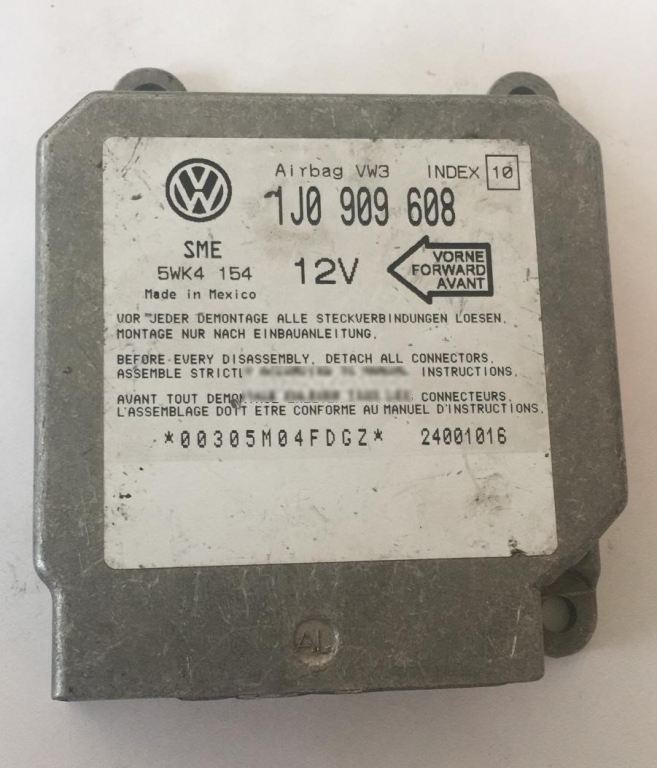 Airbag VW3 INDEX 10
1J0 909 608
SME
5WK4 154
Made in Mexico
12V
VORNE
FORWARD
AVANT
VOR JEDER DEMONTAGE ALLE STECKVERBINDUNGEN LOESEN.
MONTAGE NUR NACH EINBAUANLEITUNG.
BEFORE EVERY DISASSEMBLY, DETACH ALL CONNECTORS.
ASSEMBLE STRICTLY INSTRUCTIONS.
AVANT TOUT CONNECTEURS.
L'ASSEMBLAGE DOIT ETRE CONFORME AU MANUEL D'INSTRUCTIONS.
*00305M04FDGZ* 24001016
AL